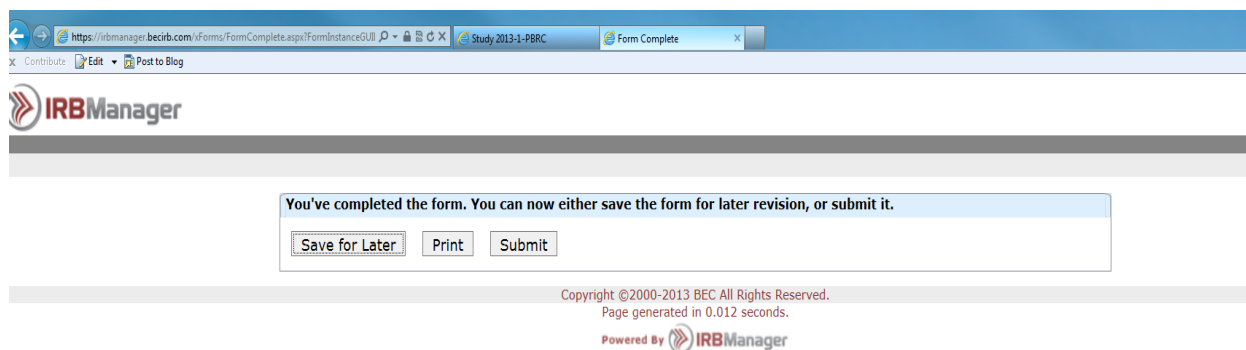 https://irbmanager.becirb.com/xForms/FormComplete.aspx?FormInstanceGUI Study 2013-1-PBRC Form Complete X
x Contribute Edit Post to Blog
IRBManager
You've completed the form. You can now either save the form for later revision, or submit it.
Save for Later Print Submit
Copyright ©2000-2013 BEC All Rights Reserved.
Page generated in 0.012 seconds.
Powered By IRBManager